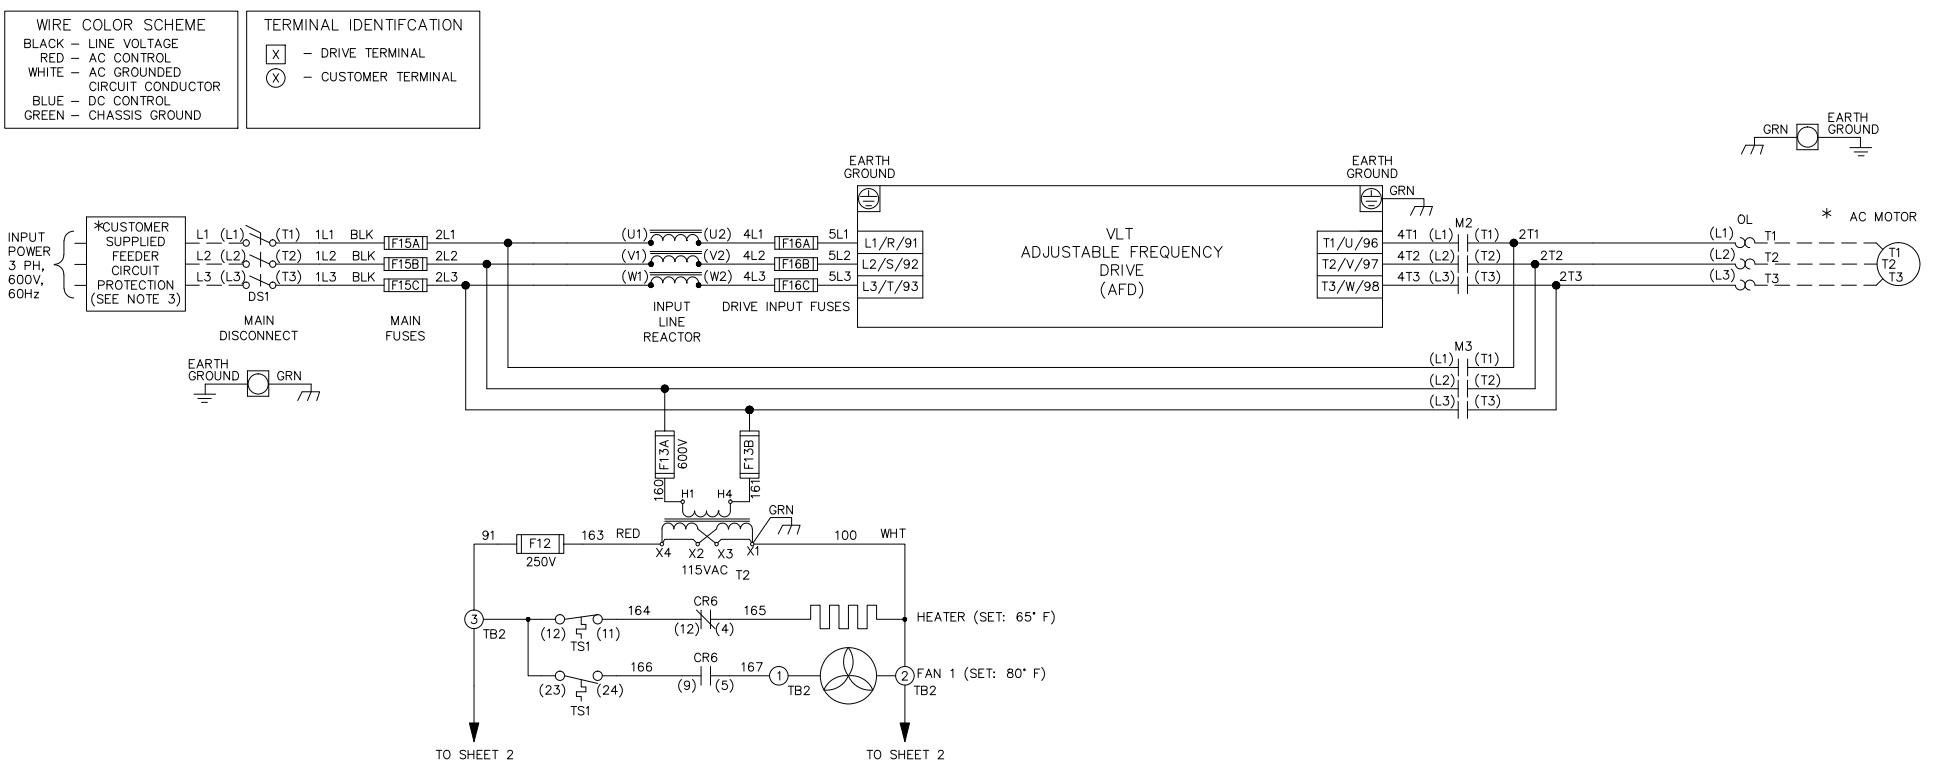 WIRE COLOR SCHEME
BLACK – LINE VOLTAGE
RED – AC CONTROL
WHITE – AC GROUNDED
CIRCUIT CONDUCTOR
BLUE – DC CONTROL
GREEN – CHASSIS GROUND
TERMINAL IDENTIFCATION
X – DRIVE TERMINAL
X – CUSTOMER TERMINAL
GRN
EARTH
GROUND
EARTH
GROUND
EARTH
GROUND
GRN
INPUT
POWER
3 PH,
600V,
60Hz
*CUSTOMER
SUPPLIED
FEEDER
CIRCUIT
PROTECTION
(SEE NOTE 3)
L1 (L1) (T1) 1L1 BLK F15A 2L1 (U1) (U2) 4L1 F16A 5L1 L1/R/91
L2 (L2) (T2) 1L2 BLK F15B 2L2 (V1) (V2) 4L2 F16B 5L2 L2/S/92
L3 (L3) (T3) 1L3 BLK F15C 2L3 (W1) (W2) 4L3 F16C 5L3 L3/T/93
DS1
MAIN
DISCONNECT
MAIN
FUSES
INPUT
LINE
REACTOR
DRIVE INPUT FUSES
VLT
ADJUSTABLE FREQUENCY
DRIVE
(AFD)
M2
OL
* AC MOTOR
T1/U/96 4T1 (L1) (T1) 2T1 (L1) T1 T1
T2/V/97 4T2 (L2) (T2) 2T2 (L2) T2 T2
T3/W/98 4T3 (L3) (T3) 2T3 (L3) T3 T3
M3
(L1) (T1)
(L2) (T2)
(L3) (T3)
EARTH
GROUND
GRN
F13A
600V
F13B
160
161
H1 H4
GRN
91 F12 163 RED
250V
X4 X2 X3 X1
100 WHT
115VAC T2
3
TB2
(12) (11)
TS1
164
CR6
(12) (4)
165
HEATER (SET: 65° F)
(23) (24)
TS1
166
CR6
(9) (5)
167
1
TB2
2
TB2
FAN 1 (SET: 80° F)
TO SHEET 2
TO SHEET 2